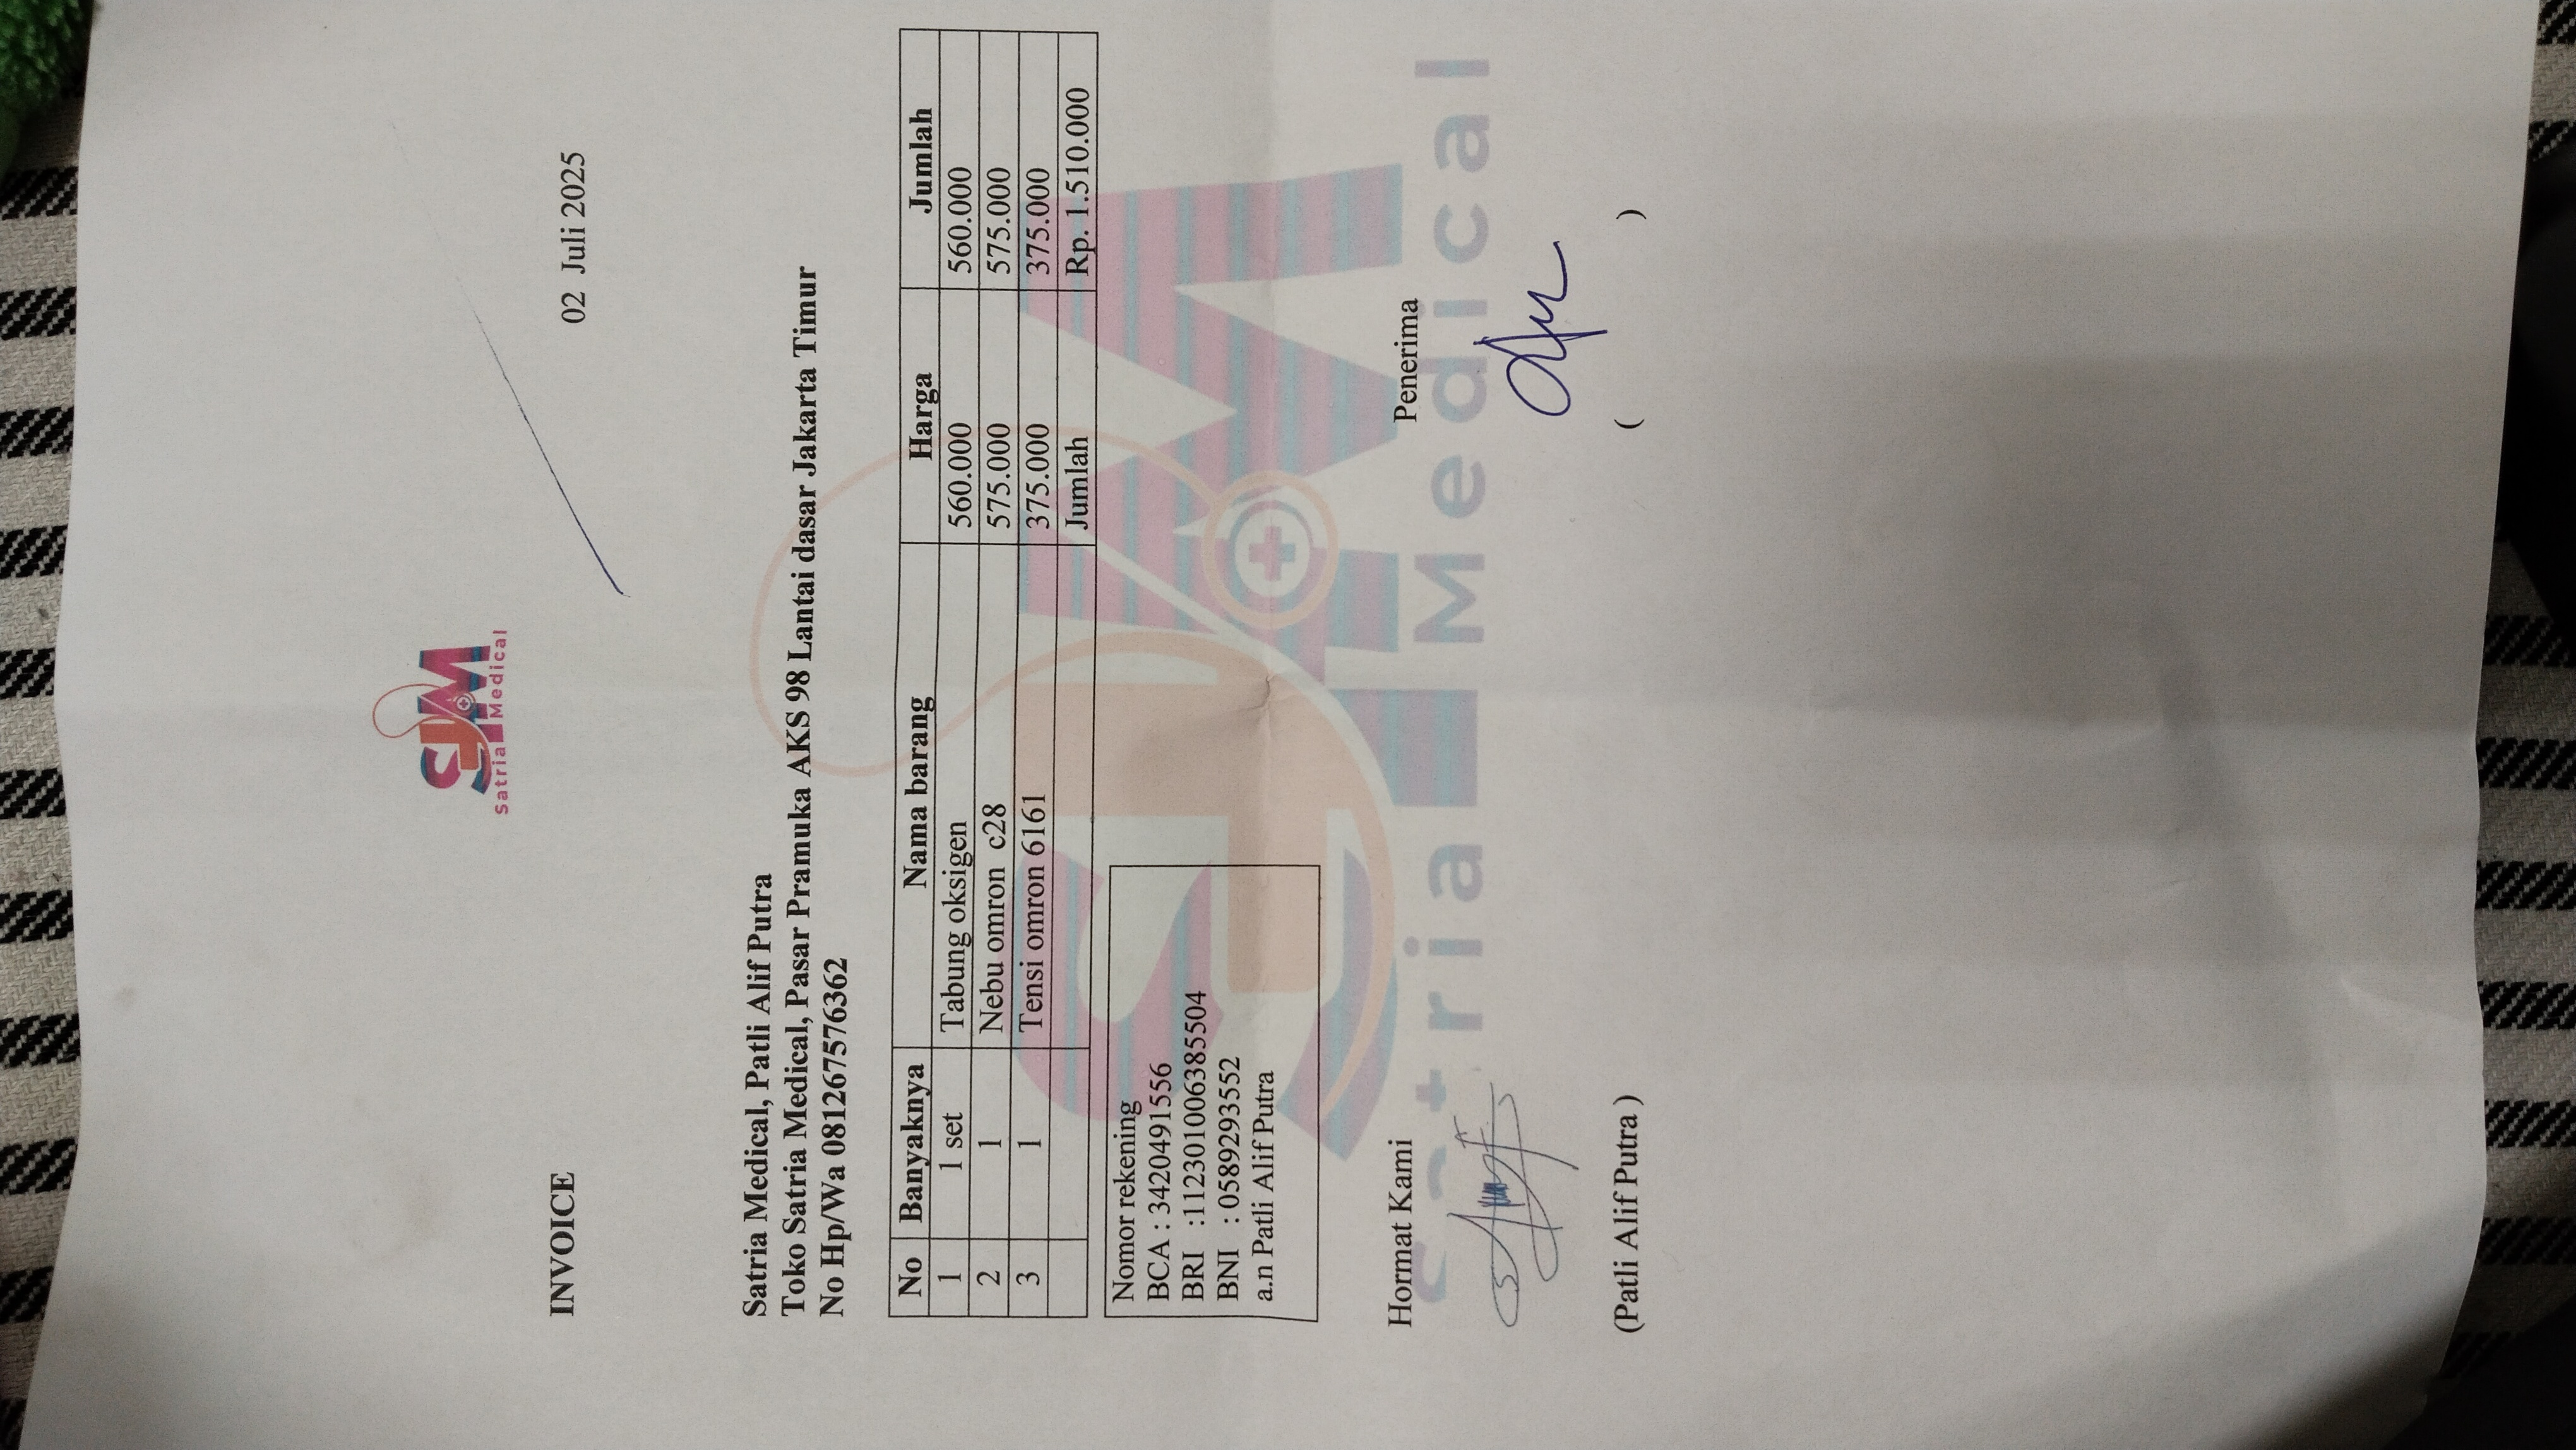 Satria Medical
INVOICE 02 Juli 2025
Satria Medical, Patli Alif Putra
Toko Satria Medical, Pasar Pramuka AKS 98 Lantai dasar Jakarta Timur
No Hp/Wa 081267576362
No Banyaknya Nama barang Harga Jumlah
1 1 set Tabung oksigen 560.000 560.000
2 1 Nebu omron c28 575.000 575.000
3 1 Tensi omron 6161 375.000 375.000
Jumlah Rp. 1.510.000
Nomor rekening
BCA : 3420491556
BRI :112301006385504
BNI : 0589293552
a.n Patli Alif Putra
Hormat Kami Penerima
Satria Medical
(Patli Alif Putra ) ( )